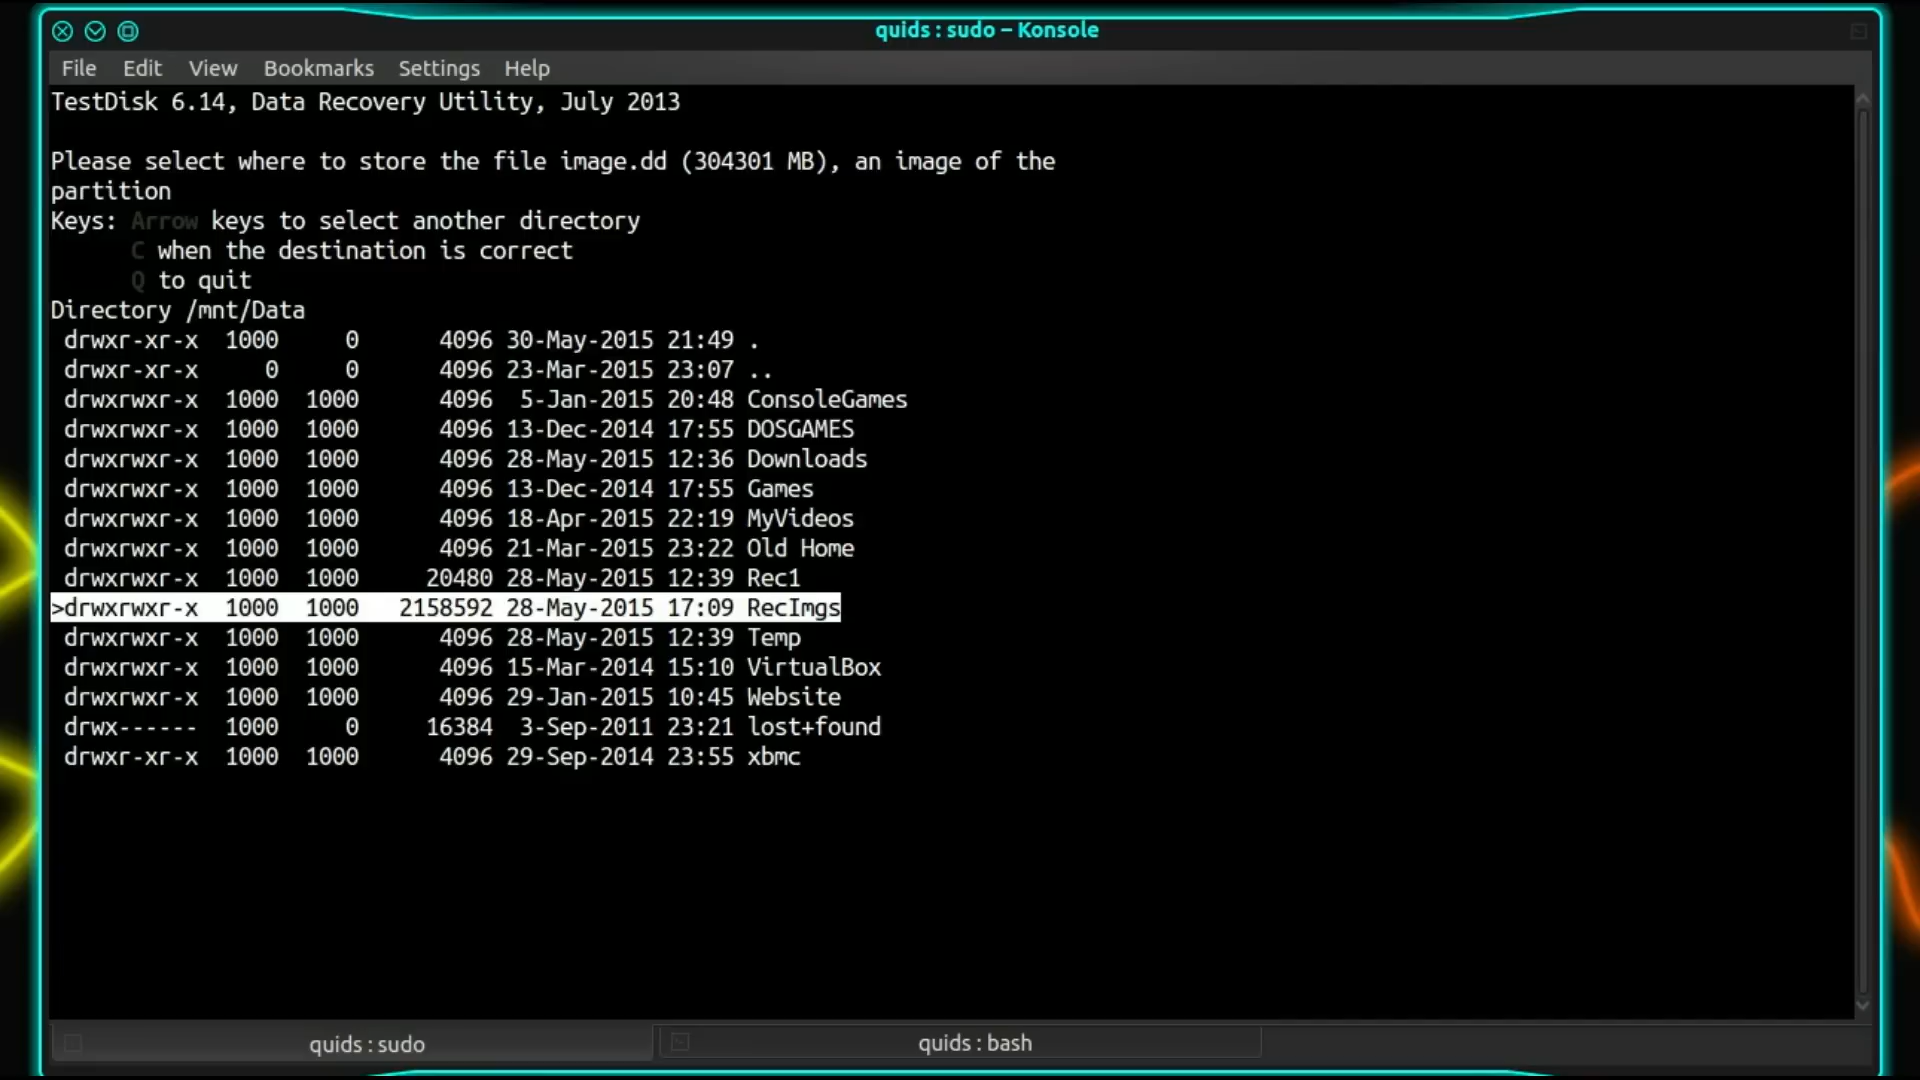 quids : sudo – Konsole
File Edit View Bookmarks Settings Help
TestDisk 6.14, Data Recovery Utility, July 2013
Please select where to store the file image.dd (304301 MB), an image of the
partition
Keys: Arrow keys to select another directory
C when the destination is correct
Q to quit
Directory /mnt/Data
drwxr-xr-x 1000 0 4096 30-May-2015 21:49 .
drwxr-xr-x 0 0 4096 23-Mar-2015 23:07 ..
drwxrwxr-x 1000 1000 4096 5-Jan-2015 20:48 ConsoleGames
drwxrwxr-x 1000 1000 4096 13-Dec-2014 17:55 DOSGAMES
drwxrwxr-x 1000 1000 4096 28-May-2015 12:36 Downloads
drwxrwxr-x 1000 1000 4096 13-Dec-2014 17:55 Games
drwxrwxr-x 1000 1000 4096 18-Apr-2015 22:19 MyVideos
drwxrwxr-x 1000 1000 4096 21-Mar-2015 23:22 Old Home
drwxrwxr-x 1000 1000 20480 28-May-2015 12:39 Rec1
>drwxrwxr-x 1000 1000 2158592 28-May-2015 17:09 RecImgs
drwxrwxr-x 1000 1000 4096 28-May-2015 12:39 Temp
drwxrwxr-x 1000 1000 4096 15-Mar-2014 15:10 VirtualBox
drwxrwxr-x 1000 1000 4096 29-Jan-2015 10:45 Website
drwx------ 1000 0 16384 3-Sep-2011 23:21 lost+found
drwxr-xr-x 1000 1000 4096 29-Sep-2014 23:55 xbmc
quids : sudo
quids : bash